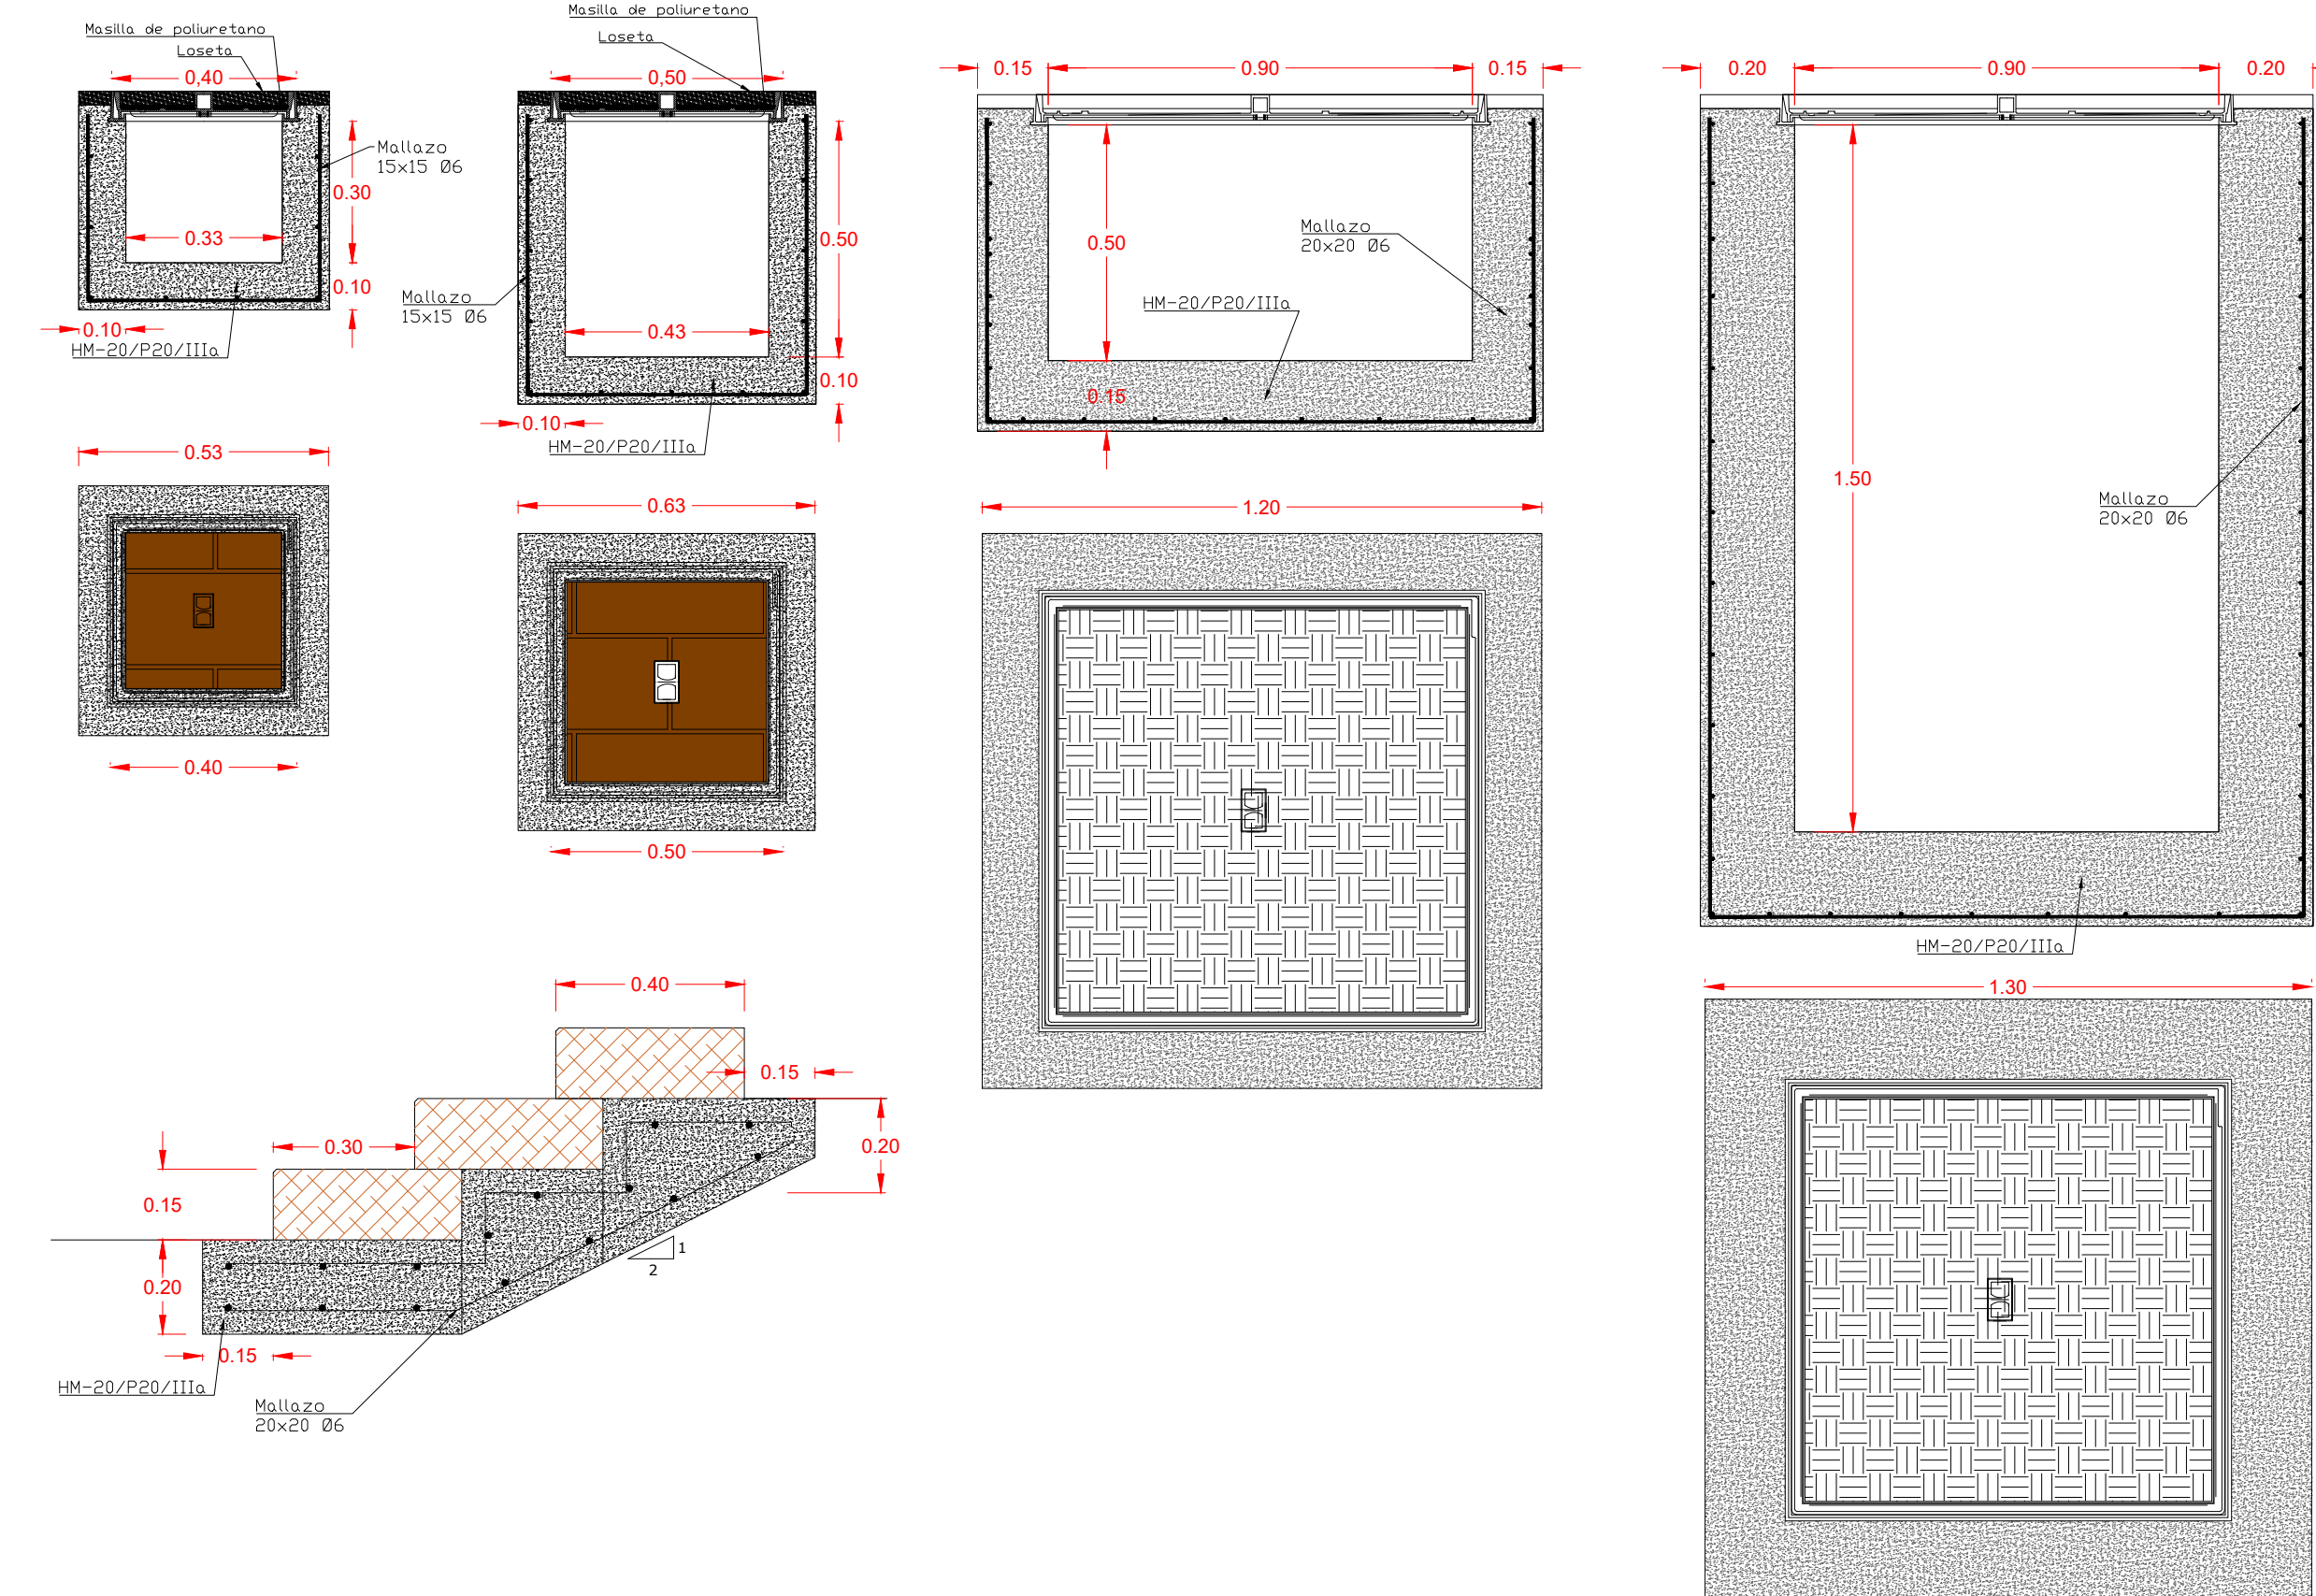 Masilla de poliuretano
Loseta
0,40
Mallazo
15x15 Ø6
0.30
0.33
0.10
0.10
HM-20/P20/IIIa
0.53
0.40
Masilla de poliuretano
Loseta
0,50
0.50
Mallazo
15x15 Ø6
0.43
0.10
0.10
HM-20/P20/IIIa
0.63
0.50
0.15
0.90
0.15
0.50
Mallazo
20x20 Ø6
HM-20/P20/IIIa
0.15
1.20
0.20
0.90
0.20
1.50
Mallazo
20x20 Ø6
HM-20/P20/IIIa
1.30
0.40
0.15
0.30
0.20
0.15
0.20
1
2
0.15
HM-20/P20/IIIa
Mallazo
20x20 Ø6